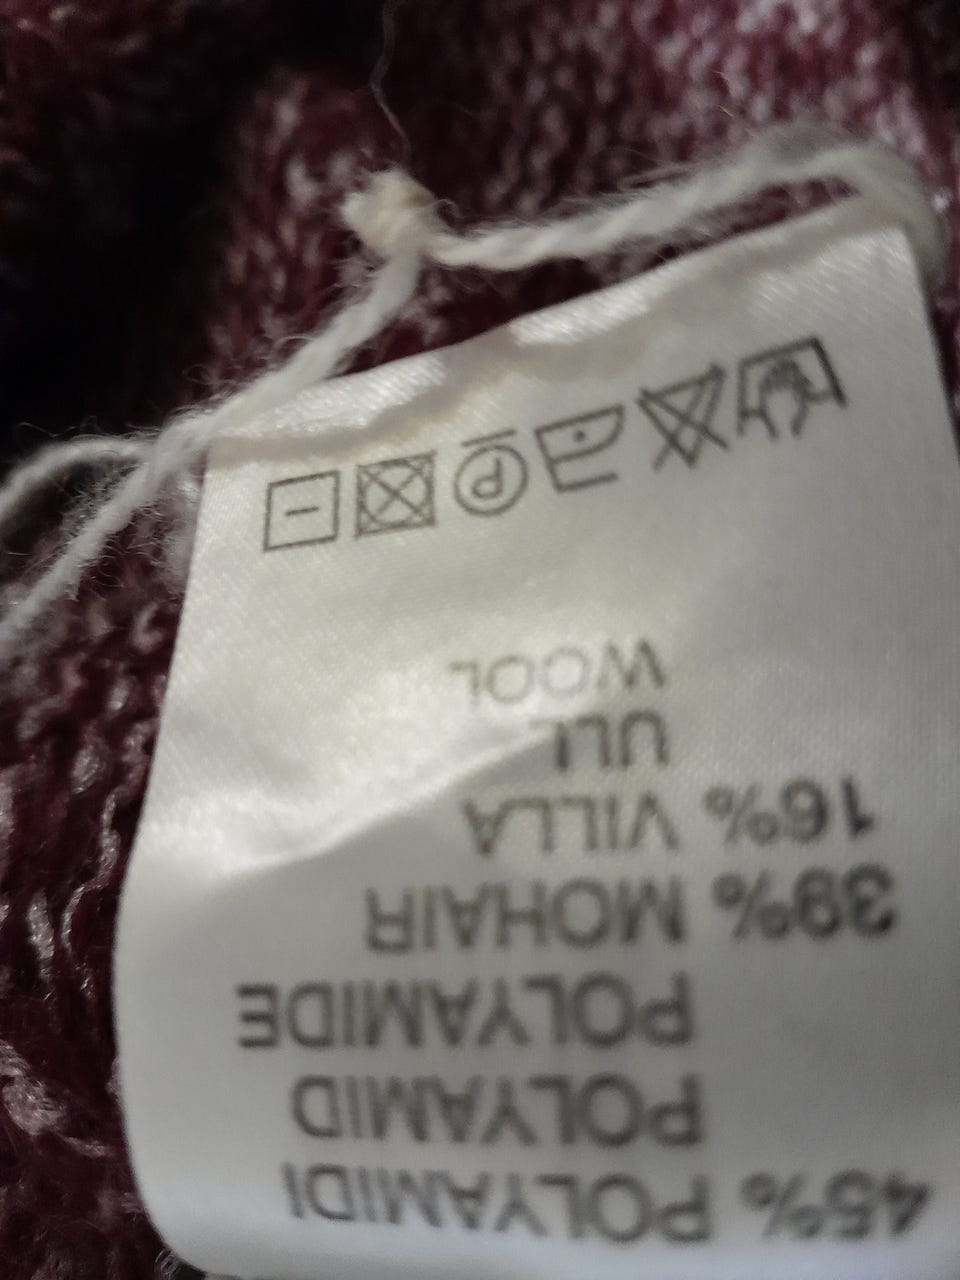 45% POLYAMIDI
POLYAMID
POLYAMIDE
39% MOHAIR
16% VILLA
ULL
WOOL
P